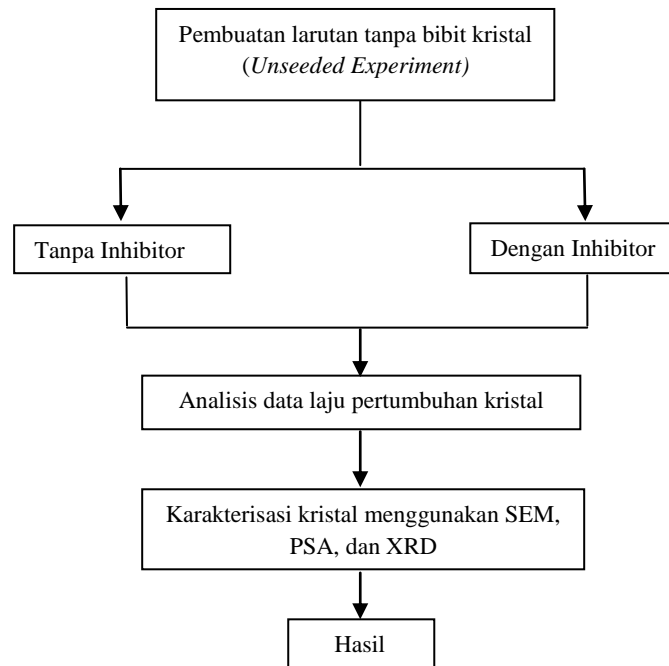 Pembuatan larutan tanpa bibit kristal
(Unseeded Experiment)
Tanpa Inhibitor
Dengan Inhibitor
Analisis data laju pertumbuhan kristal
Karakterisasi kristal menggunakan SEM,
PSA, dan XRD
Hasil